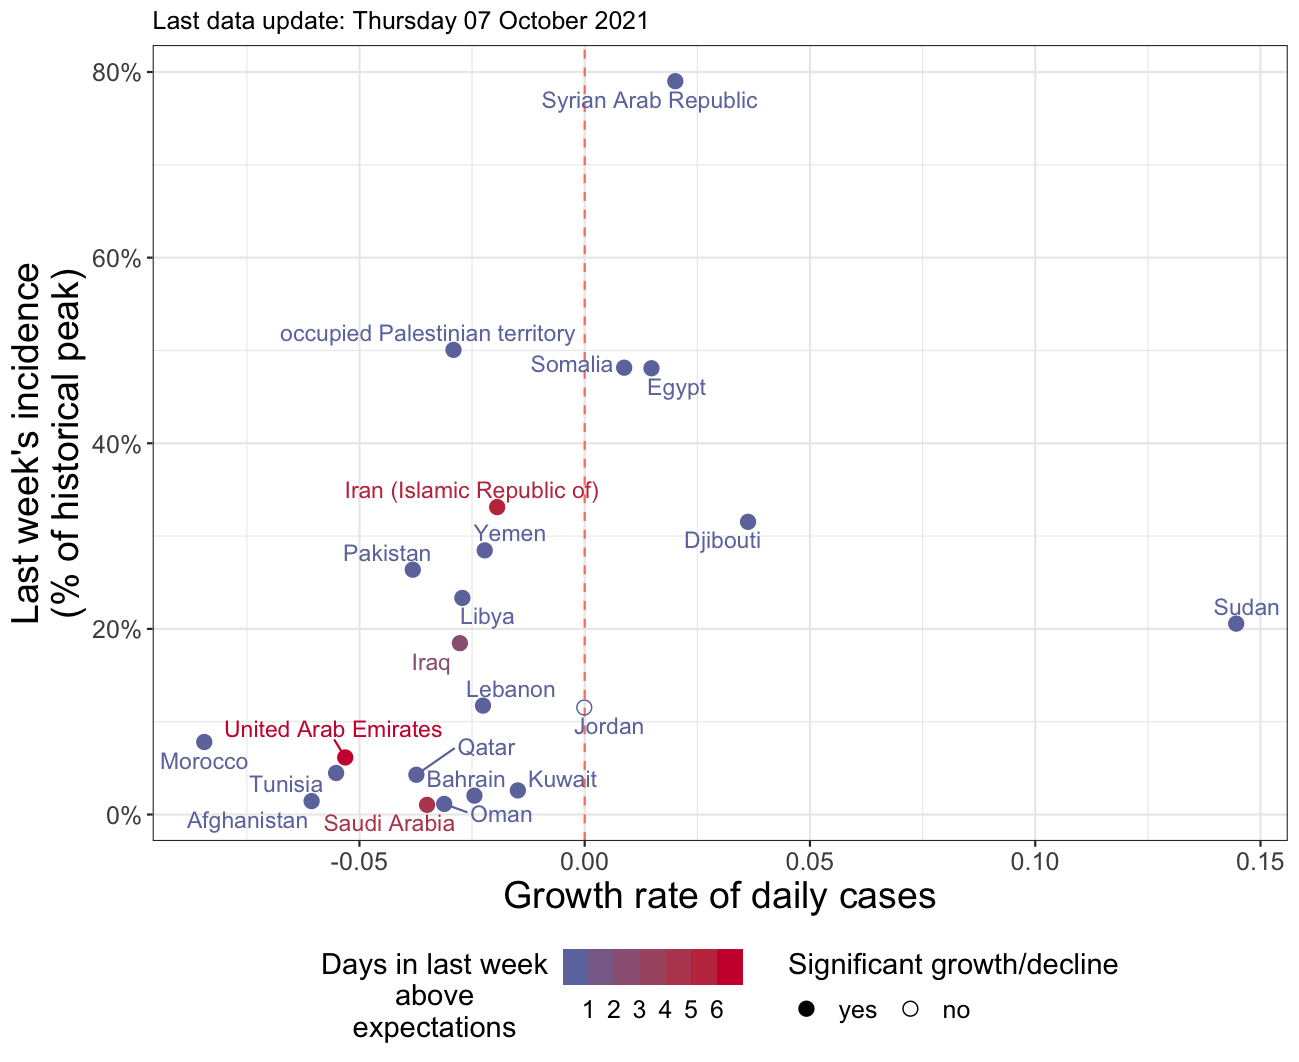 Last data update: Thursday 07 October 2021
Last week's incidence
(% of historical peak)
80%
60%
40%
20%
0%
Syrian Arab Republic
occupied Palestinian territory
Somalia
Egypt
Iran (Islamic Republic of)
Yemen
Djibouti
Pakistan
Libya
Sudan
Iraq
Lebanon
Jordan
United Arab Emirates
Morocco
Qatar
Tunisia
Bahrain
Kuwait
Afghanistan
Saudi Arabia
Oman
-0.05
0.00
0.05
0.10
0.15
Growth rate of daily cases
Days in last week
above
expectations
1 2 3 4 5 6
Significant growth/decline
yes
no